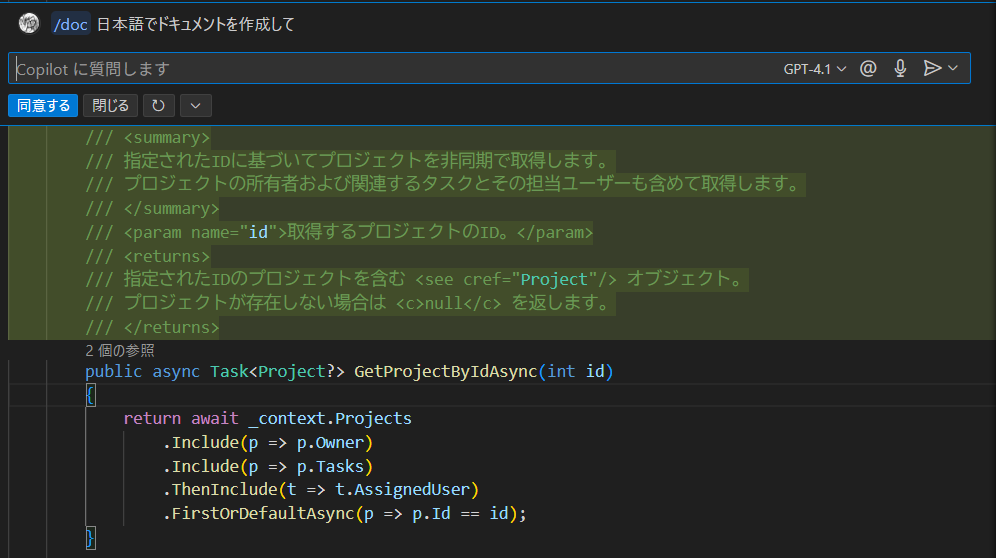 /doc 日本語でドキュメントを作成して
Copilot に質問します GPT-4.1 @
同意する 閉じる
/// <summary>
/// 指定されたIDに基づいてプロジェクトを非同期で取得します。
/// プロジェクトの所有者および関連するタスクとその担当ユーザーも含めて取得します。
/// </summary>
/// <param name="id">取得するプロジェクトのID。</param>
/// <returns>
/// 指定されたIDのプロジェクトを含む <see cref="Project"/> オブジェクト。
/// プロジェクトが存在しない場合は <c>null</c> を返します。
/// </returns>
2 個の参照
public async Task<Project?> GetProjectByIdAsync(int id)
{
return await _context.Projects
.Include(p => p.Owner)
.Include(p => p.Tasks)
.ThenInclude(t => t.AssignedUser)
.FirstOrDefaultAsync(p => p.Id == id);
}